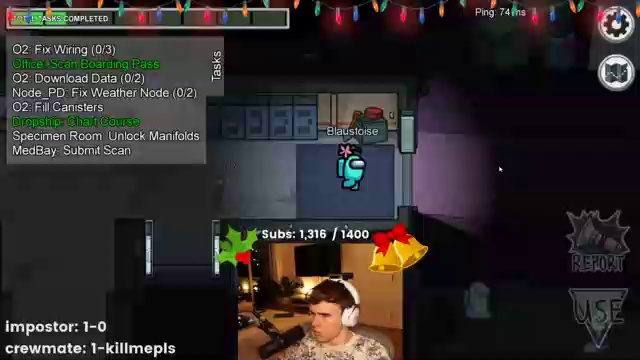 TOTAL TASKS COMPLETED
Ping: 74ms
O2: Fix Wiring (0/3)
Office: Scan Boarding Pass
O2: Download Data (0/2)
Node_PD: Fix Weather Node (0/2)
O2: Fill Canisters
Dropship: Chart Course
Specimen Room: Unlock Manifolds
MedBay: Submit Scan
Tasks
Blaustoise
Subs: 1,316 / 1400
REPORT
USE
impostor: 1-0
crewmate: 1-killmepls